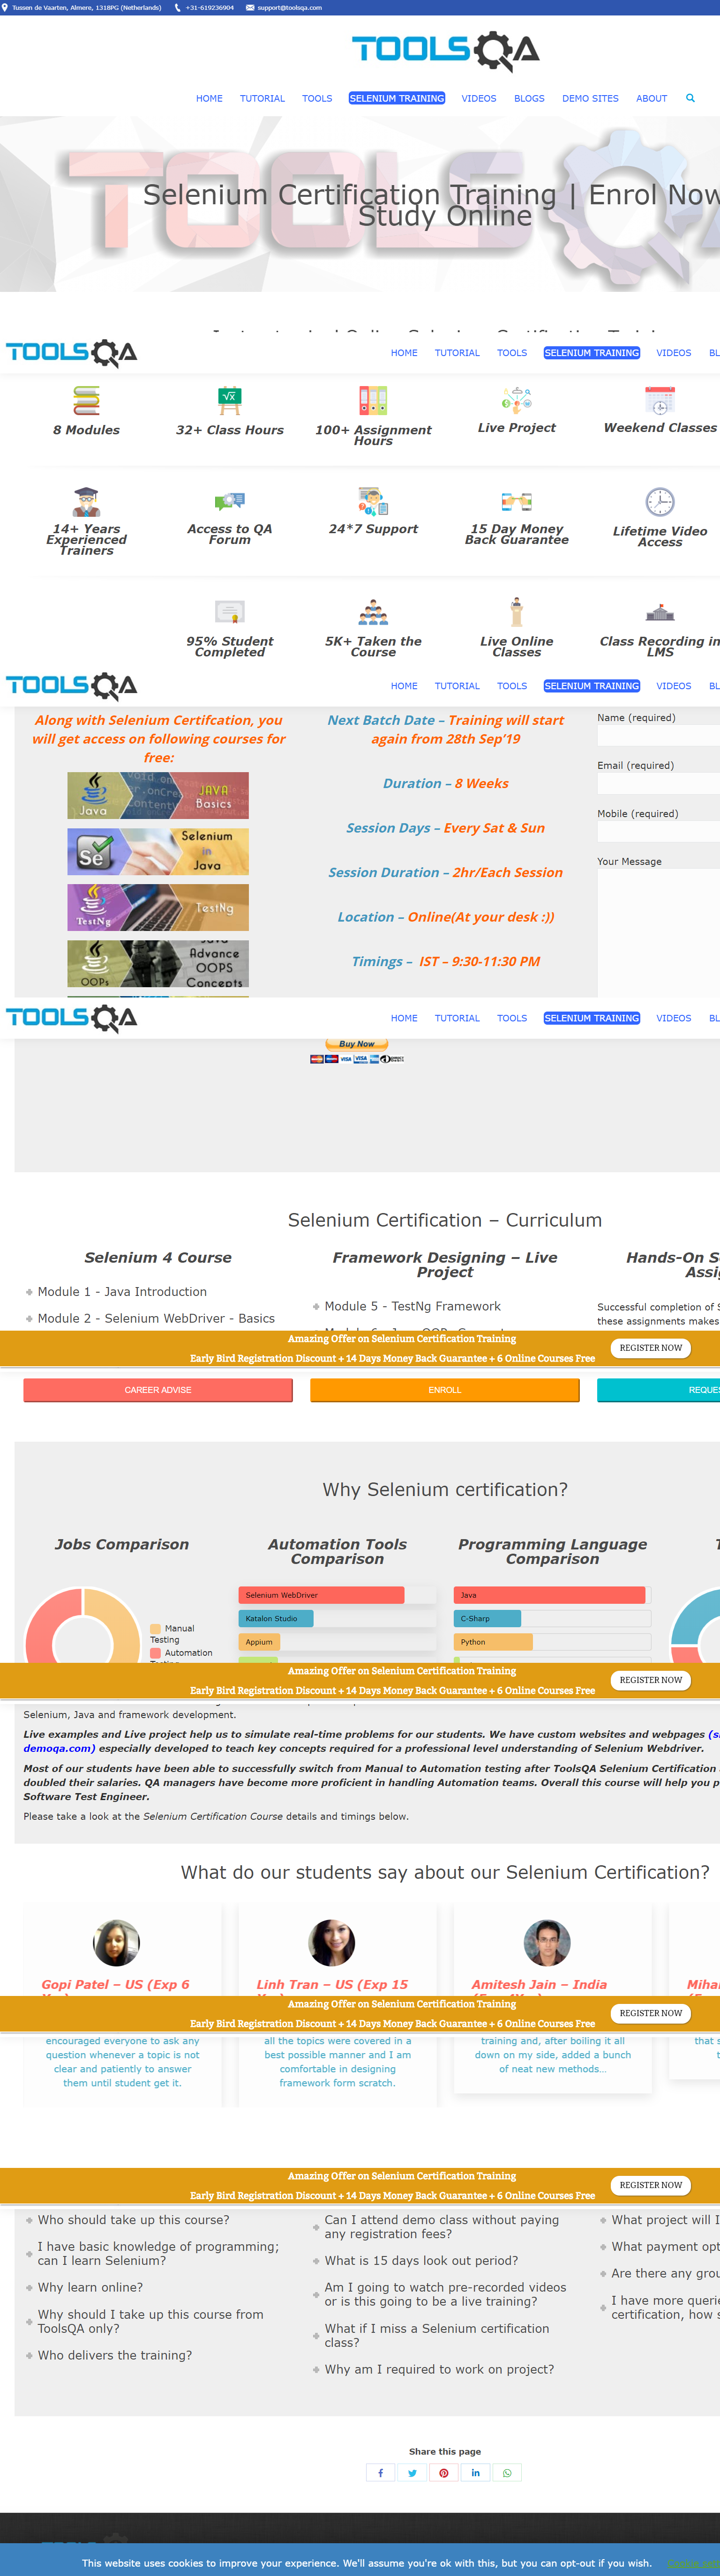 Tussen de Vaarten, Almere, 1318PG (Netherlands) +31-619236904 support@toolsqa.com
TOOLSQA
HOME TUTORIAL TOOLS SELENIUM TRAINING VIDEOS BLOGS DEMO SITES ABOUT
TOOLSQA
Selenium Certification Training | Enrol Now
Study Online
TOOLSQA
HOME TUTORIAL TOOLS SELENIUM TRAINING VIDEOS
8 Modules
32+ Class Hours
100+ Assignment
Hours
Live Project
Weekend Classes
14+ Years
Experienced
Trainers
Access to QA
Forum
24*7 Support
15 Day Money
Back Guarantee
Lifetime Video
Access
95% Student
Completed
5K+ Taken the
Course
Live Online
Classes
Class Recording in
LMS
TOOLSQA
HOME TUTORIAL TOOLS SELENIUM TRAINING VIDEOS
Along with Selenium Certifcation, you
will get access on following courses for
free:
Java JAVA
Basics
Se Selenium
in
Java
TestNG TestNg
OOPs Java
Advance
OOPS
Concepts
Next Batch Date – Training will start
again from 28th Sep'19
Duration – 8 Weeks
Session Days – Every Sat & Sun
Session Duration – 2hr/Each Session
Location – Online(At your desk :))
Timings – IST – 9:30-11:30 PM
Name (required)
Email (required)
Mobile (required)
Your Message
TOOLSQA
HOME TUTORIAL TOOLS SELENIUM TRAINING VIDEOS
Buy Now
Selenium Certification – Curriculum
Selenium 4 Course
Module 1 - Java Introduction
Module 2 - Selenium WebDriver - Basics
Framework Designing – Live
Project
Module 5 - TestNg Framework
Hands-On
Successful completion of
these assignments makes
Amazing Offer on Selenium Certification Training
Early Bird Registration Discount + 14 Days Money Back Guarantee + 6 Online Courses Free
REGISTER NOW
CAREER ADVISE
ENROLL
Why Selenium certification?
Jobs Comparison
Manual
Testing
Automation
Automation Tools
Comparison
Selenium WebDriver
Katalon Studio
Appium
Programming Language
Comparison
Java
C-Sharp
Python
Amazing Offer on Selenium Certification Training
Early Bird Registration Discount + 14 Days Money Back Guarantee + 6 Online Courses Free
REGISTER NOW
Selenium, Java and framework development.
Live examples and Live project help us to simulate real-time problems for our students. We have custom websites and webpages
demoqa.com) especially developed to teach key concepts required for a professional level understanding of Selenium Webdriver.
Most of our students have been able to successfully switch from Manual to Automation testing after ToolsQA Selenium Certification
doubled their salaries. QA managers have become more proficient in handling Automation teams. Overall this course will help you
Software Test Engineer.
Please take a look at the Selenium Certification Course details and timings below.
What do our students say about our Selenium Certification?
Gopi Patel – US (Exp 6
Linh Tran – US (Exp 15
Amitesh Jain – India
Amazing Offer on Selenium Certification Training
Early Bird Registration Discount + 14 Days Money Back Guarantee + 6 Online Courses Free
REGISTER NOW
encouraged everyone to ask any
question whenever a topic is not
clear and patiently to answer
them until student get it.
all the topics were covered in a
best possible manner and I am
comfortable in designing
framework form scratch.
training and, after boiling it all
down on my side, added a bunch
of neat new methods…
that
Amazing Offer on Selenium Certification Training
Early Bird Registration Discount + 14 Days Money Back Guarantee + 6 Online Courses Free
REGISTER NOW
Who should take up this course?
I have basic knowledge of programming;
can I learn Selenium?
Why learn online?
Why should I take up this course from
ToolsQA only?
Who delivers the training?
Can I attend demo class without paying
any registration fees?
What is 15 days look out period?
Am I going to watch pre-recorded videos
or is this going to be a live training?
What if I miss a Selenium certification
class?
Why am I required to work on project?
What project will I
What payment
Are there any
I have more
certification, how
Share this page
This website uses cookies to improve your experience. We'll assume you're ok with this, but you can opt-out if you wish.